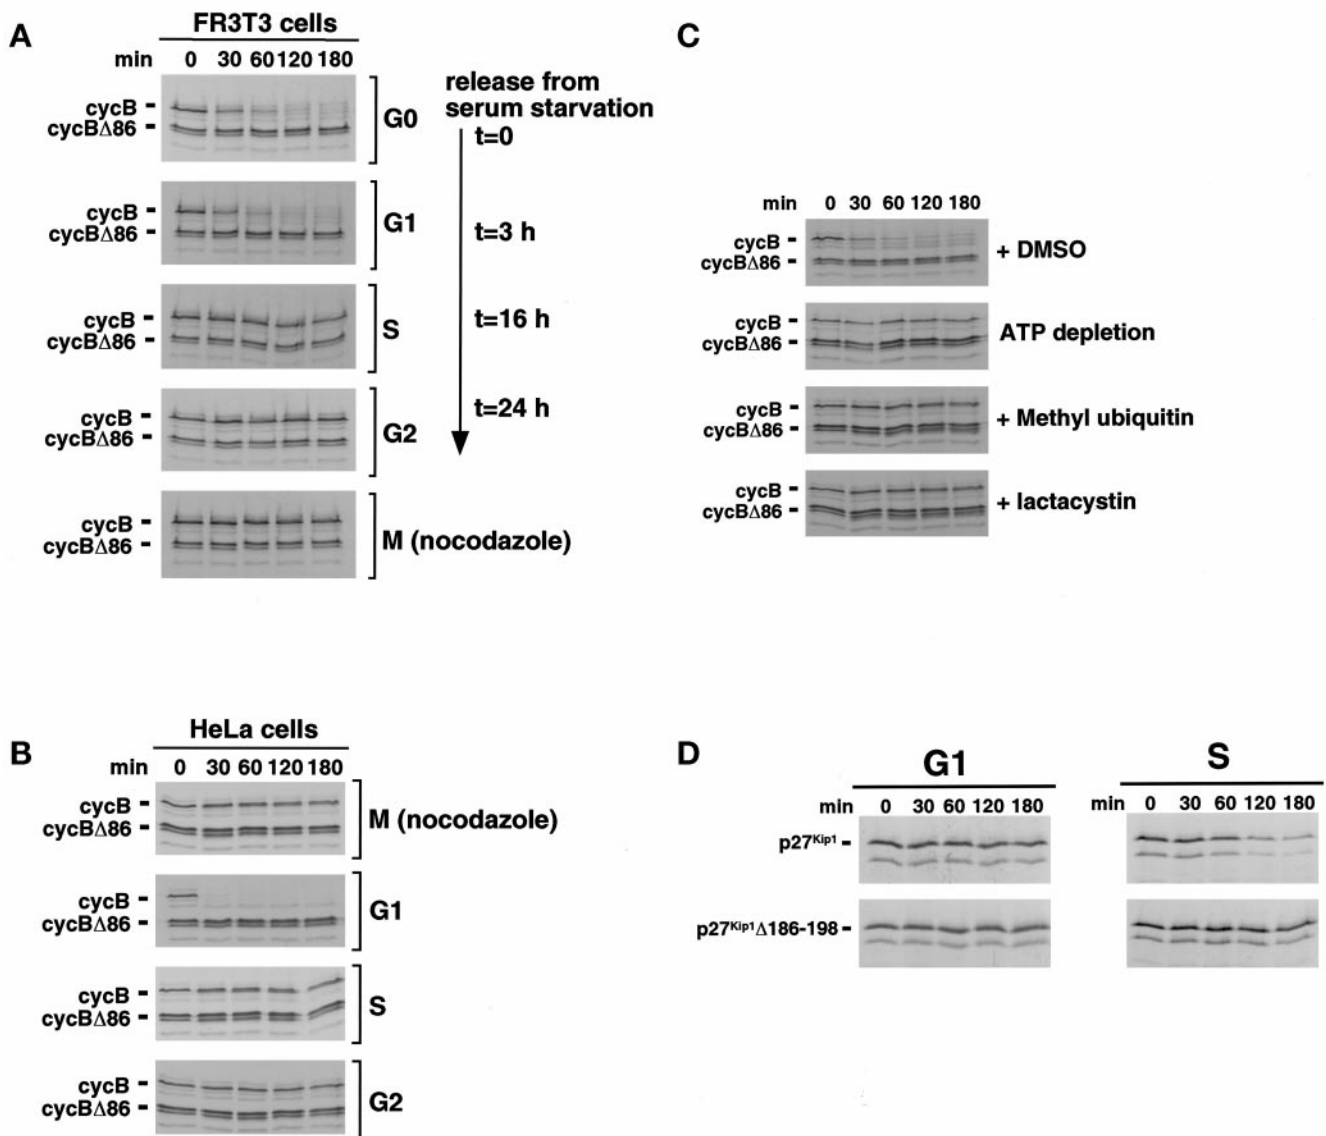 A
FR3T3 cells
min 0 30 60 120 180
cycB
cycBΔ86
G0
cycB
cycBΔ86
G1
cycB
cycBΔ86
S
cycB
cycBΔ86
G2
cycB
cycBΔ86
M (nocodazole)
release from
serum starvation
t=0
t=3 h
t=16 h
t=24 h
B
HeLa cells
min 0 30 60 120 180
cycB
cycBΔ86
M (nocodazole)
cycB
cycBΔ86
G1
cycB
cycBΔ86
S
cycB
cycBΔ86
G2
C
min 0 30 60 120 180
cycB
cycBΔ86
+ DMSO
cycB
cycBΔ86
ATP depletion
cycB
cycBΔ86
+ Methyl ubiquitin
cycB
cycBΔ86
+ lactacystin
D
G1
min 0 30 60 120 180
S
min 0 30 60 120 180
p27Kip1
p27Kip1Δ186-198